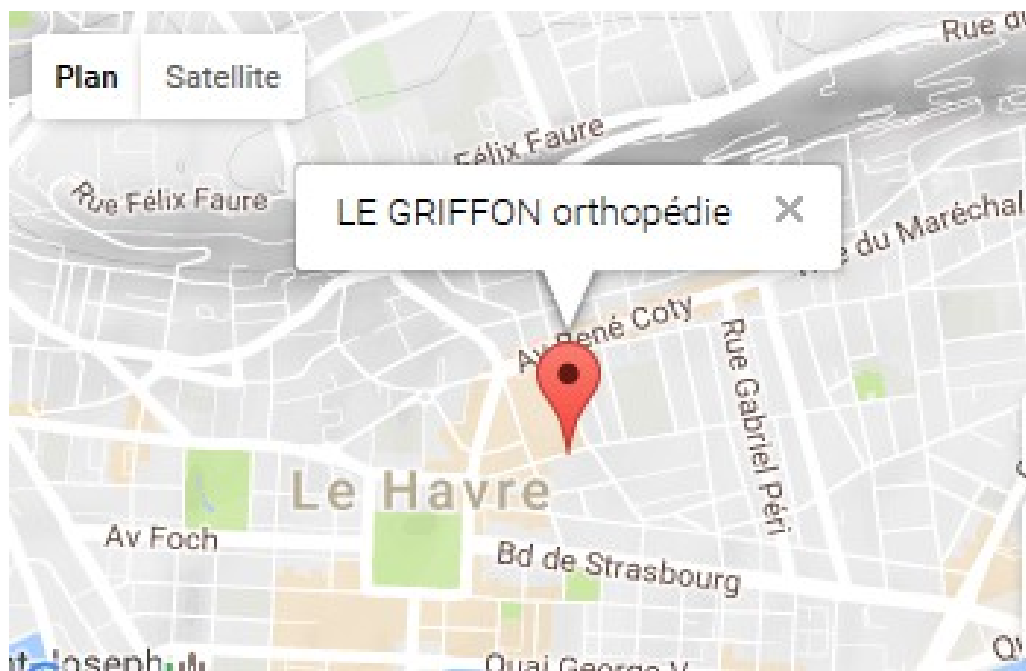 Rue du
Plan Satellite
Félix Faure
Rue Félix Faure
LE GRIFFON orthopédie ×
du Maréchal
Av René Coty
Rue Gabriel Péri
Le Havre
Av Foch
Bd de Strasbourg
Joseph
Quai George V